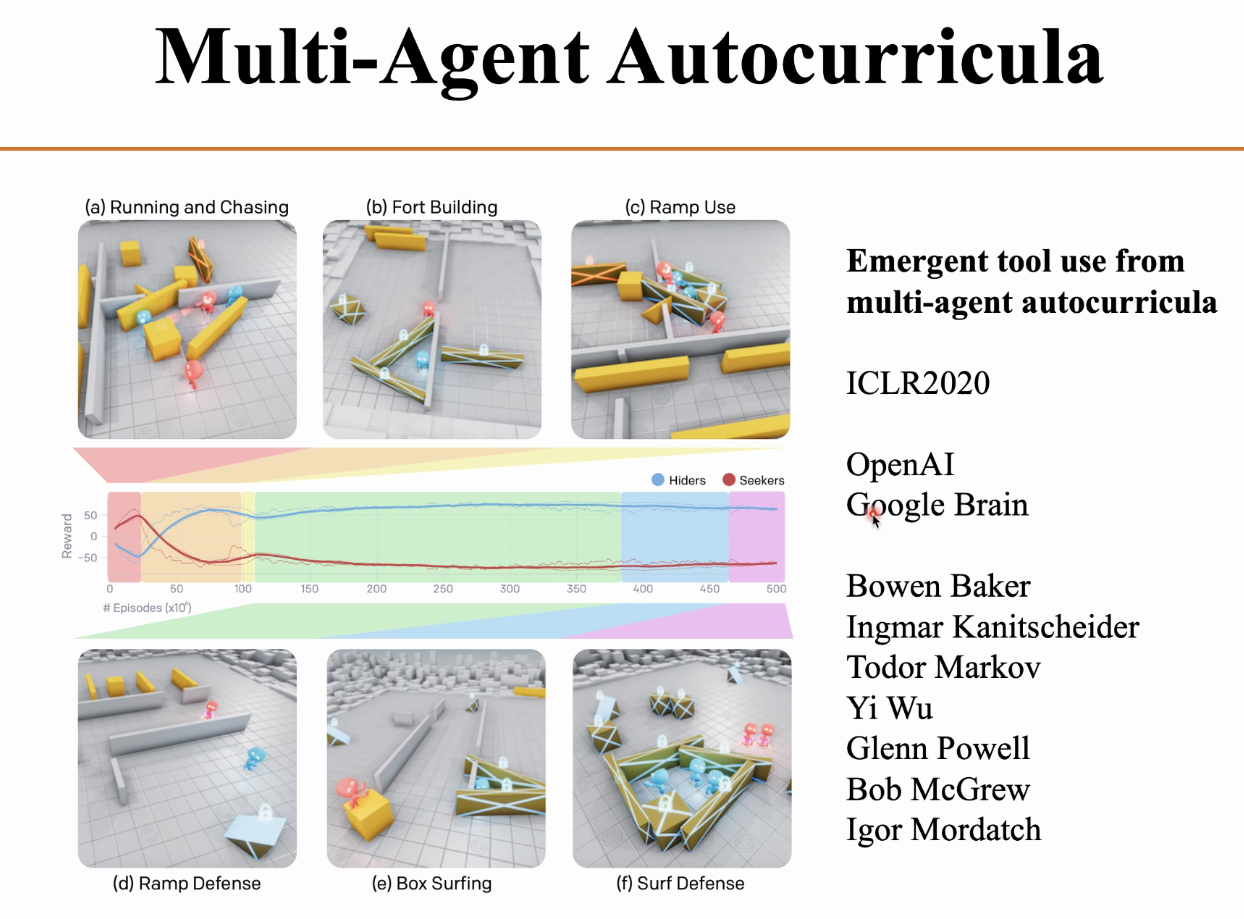 Multi-Agent Autocurricula
(a) Running and Chasing
(b) Fort Building
(c) Ramp Use
Hiders
Seekers
Reward
50
0
−50
0
50
100
150
200
250
300
350
400
450
500
# Episodes (x10⁶)
(d) Ramp Defense
(e) Box Surfing
(f) Surf Defense
Emergent tool use from
multi-agent autocurricula
ICLR2020
OpenAI
Google Brain
Bowen Baker
Ingmar Kanitscheider
Todor Markov
Yi Wu
Glenn Powell
Bob McGrew
Igor Mordatch